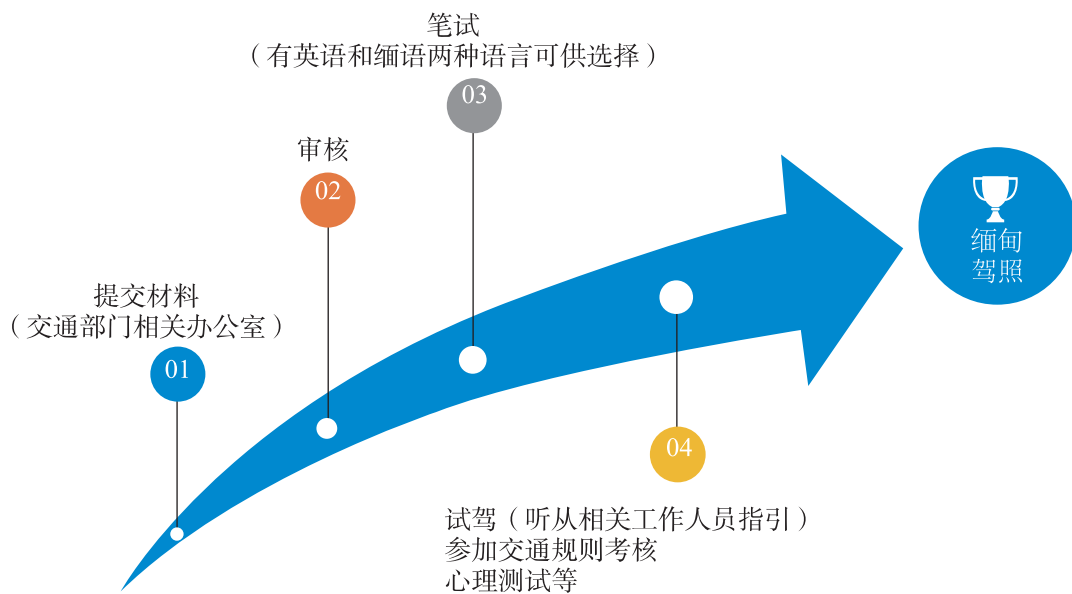 笔试
（有英语和缅语两种语言可供选择）
03
审核
02
提交材料
（交通部门相关办公室）
01
缅甸
驾照
04
试驾（听从相关工作人员指引）
参加交通规则考核
心理测试等